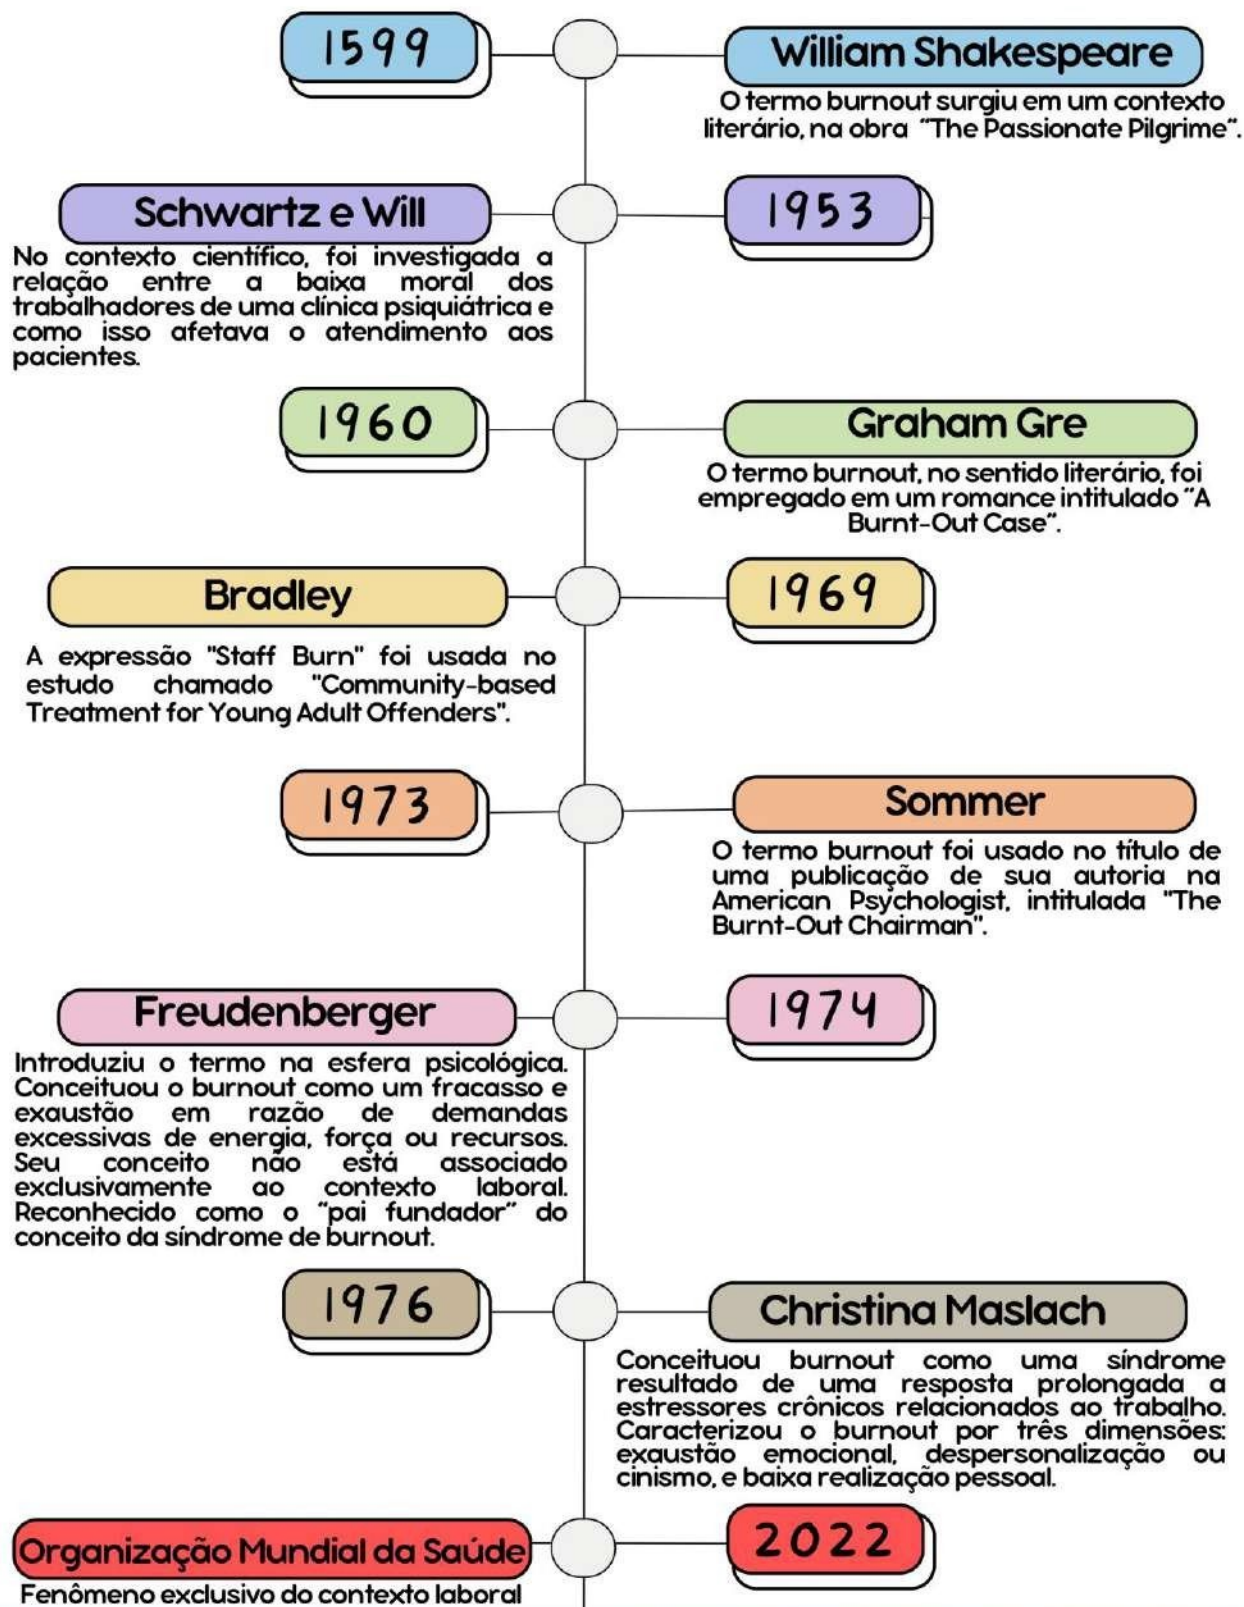 1599
William Shakespeare
O termo burnout surgiu em um contexto
literário, na obra "The Passionate Pilgrime".
Schwartz e Will
1953
No contexto científico, foi investigada a
relação entre a baixa moral dos
trabalhadores de uma clínica psiquiátrica e
como isso afetava o atendimento aos
pacientes.
1960
Graham Gre
O termo burnout, no sentido literário, foi
empregado em um romance intitulado "A
Burnt-Out Case".
Bradley
1969
A expressão "Staff Burn" foi usada no
estudo chamado "Community-based
Treatment for Young Adult Offenders".
1973
Sommer
O termo burnout foi usado no título de
uma publicação de sua autoria na
American Psychologist, intitulada "The
Burnt-Out Chairman".
Freudenberger
1974
Introduziu o termo na esfera psicológica.
Conceituou o burnout como um fracasso e
exaustão em razão de demandas
excessivas de energia, força ou recursos.
Seu conceito não está associado
exclusivamente ao contexto laboral.
Reconhecido como o "pai fundador" do
conceito da síndrome de burnout.
1976
Christina Maslach
Conceituou burnout como uma síndrome
resultado de uma resposta prolongada a
estressores crônicos relacionados ao trabalho.
Caracterizou o burnout por três dimensões:
exaustão emocional, despersonalização ou
cinismo, e baixa realização pessoal.
Organização Mundial da Saúde
2022
Fenômeno exclusivo do contexto laboral